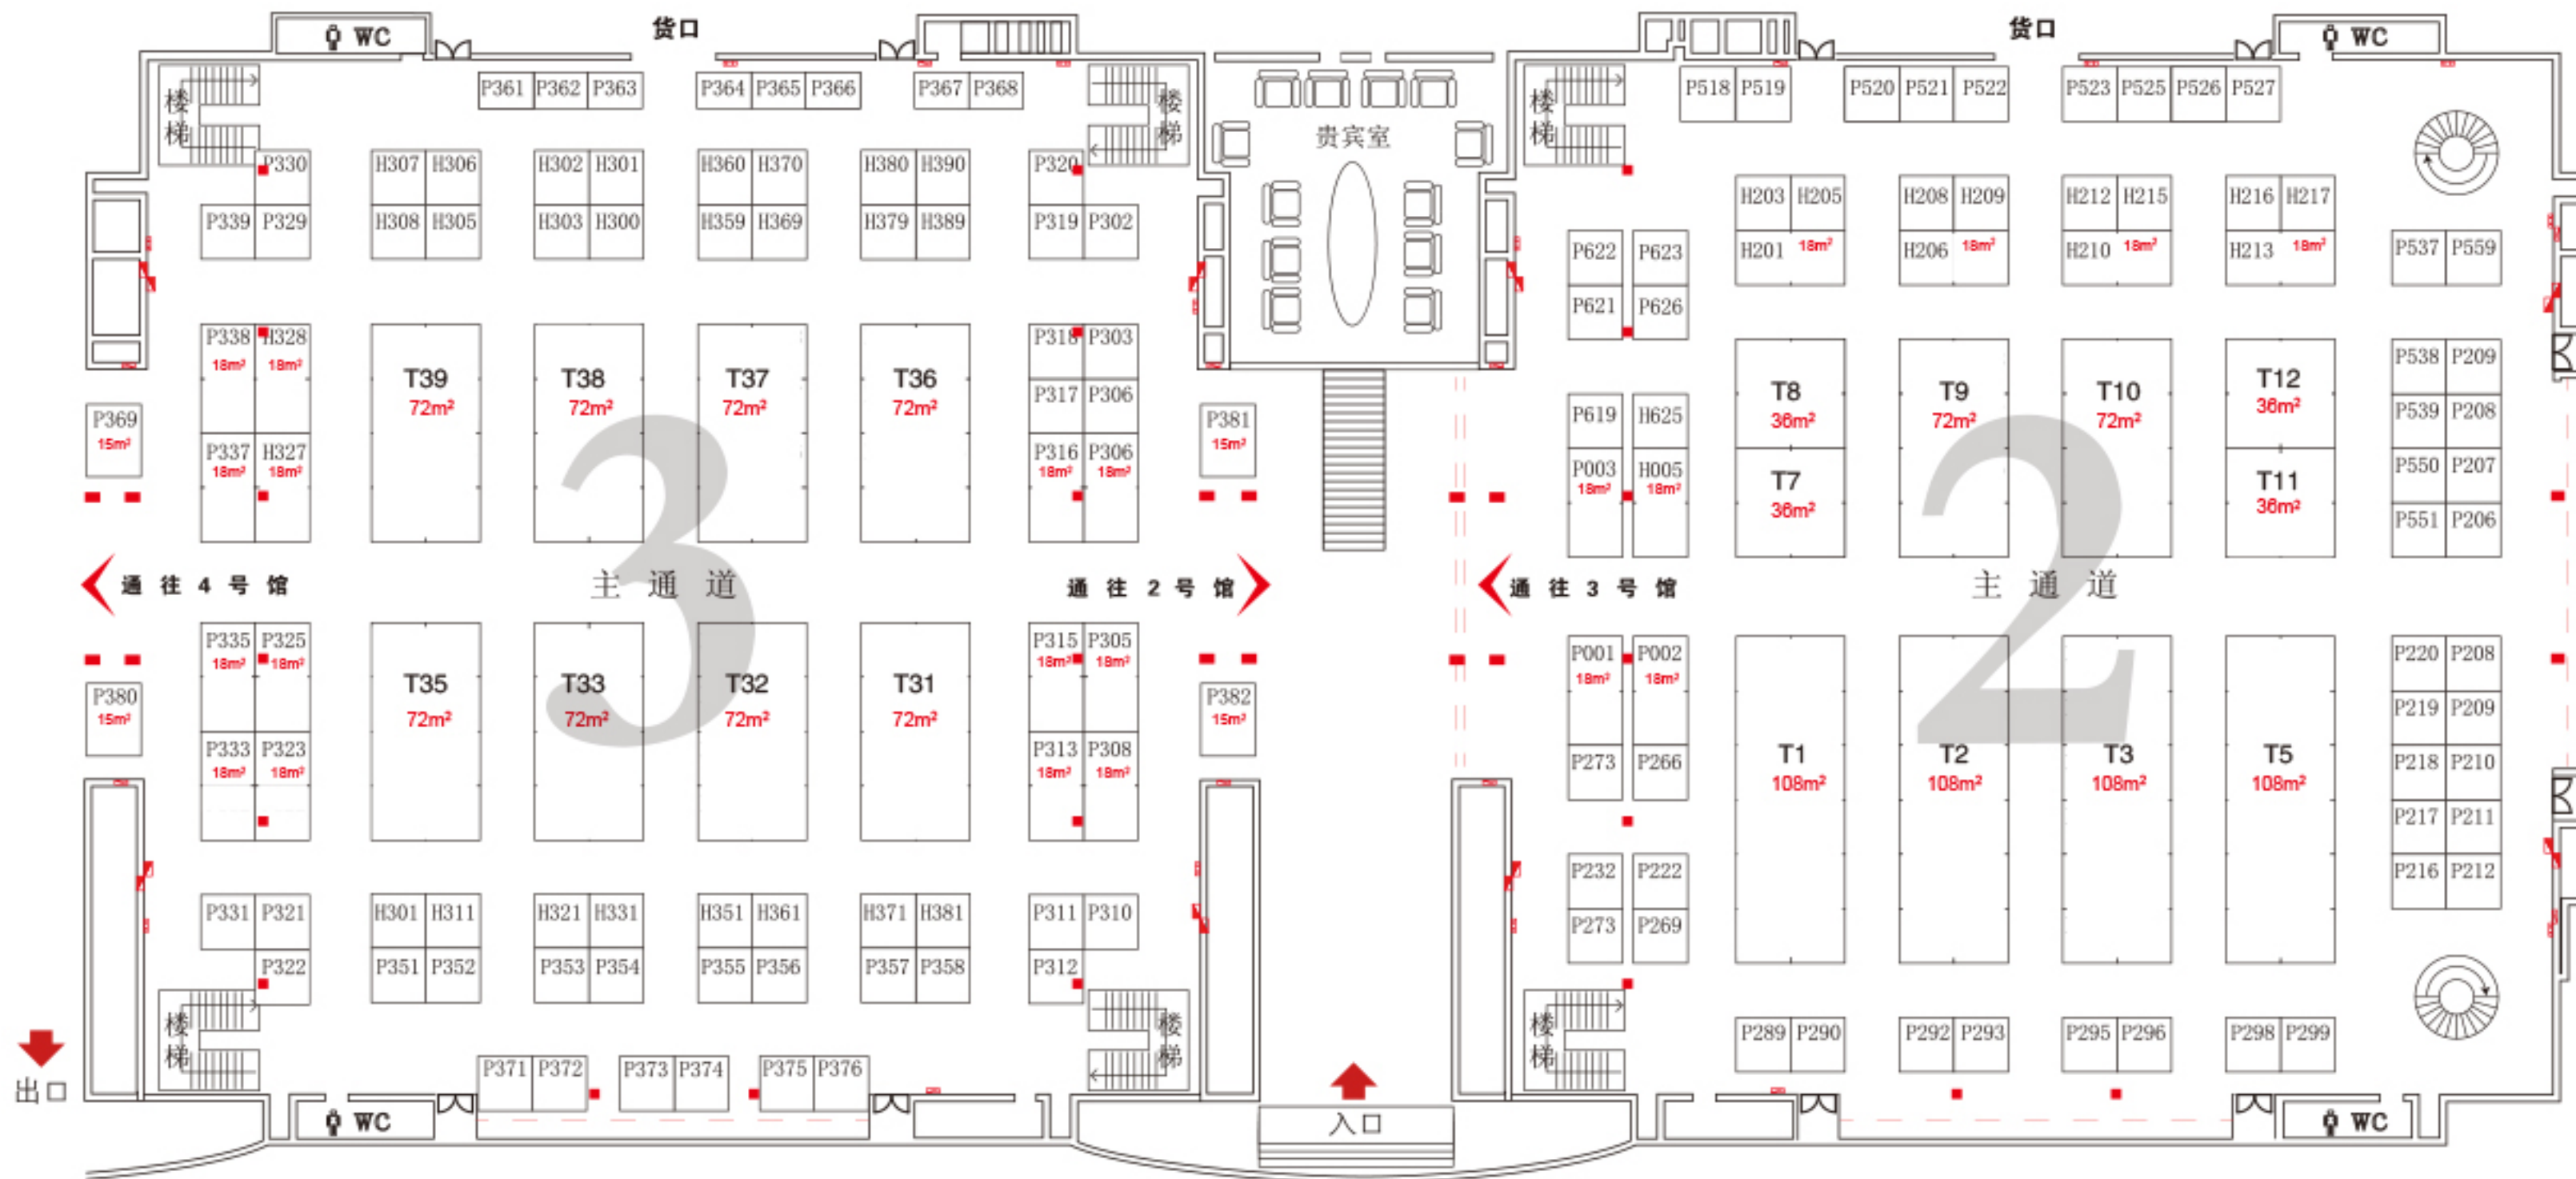 WC 货口 货口 WC
P361 P362 P363 P364 P365 P366 P367 P368 P518 P519 P520 P521 P522 P523 P525 P526 P527
楼梯 楼梯 贵宾室 楼梯
P330 H307 H306 H302 H301 H360 H370 H380 H390 P320
H203 H205 H208 H209 H212 H215 H216 H217
P339 P329 H308 H305 H303 H300 H359 H369 H379 H389 P319 P302
P622 P623 H201 18m² H206 18m² H210 18m² H213 18m² P537 P559
P621 P626
P338 H328 P318 P303
18m² 18m²
T39 T38 T37 T36 T8 T9 T10 T12
72m² 72m² 72m² 72m² 36m² 72m² 72m² 36m²
P538 P209
P317 P306
P369 P381 P619 H625 P539 P208
15m² 15m²
P337 H327 P316 P306 P003 H005 P550 P207
18m² 18m² 18m² 18m² 18m² 18m²
T7 T11
36m² 36m²
P551 P206
3 2
通往4号馆 主通道 通往2号馆 通往3号馆 主通道
P335 P325 P315 P305 P001 P002 P220 P208
18m² 18m² 18m² 18m² 18m² 18m²
T35 T33 T32 T31
72m² 72m² 72m² 72m²
P380 P382 P219 P209
15m² 15m²
P333 P323 P313 P308 P273 P266 T1 T2 T3 T5 P218 P210
18m² 18m² 18m² 18m² 108m² 108m² 108m² 108m²
P217 P211
P232 P222 P216 P212
P331 P321 H301 H311 H321 H331 H351 H361 H371 H381 P311 P310 P273 P269
P322 P351 P352 P353 P354 P355 P356 P357 P358 P312
楼梯 楼梯 楼梯
P289 P290 P292 P293 P295 P296 P298 P299
P371 P372 P373 P374 P375 P376
出口 WC 入口 WC